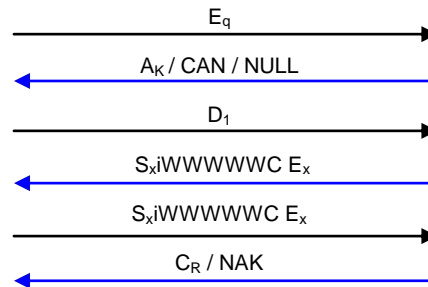 Eq
AK / CAN / NULL
D1
SxiWWWWWC Ex
SxiWWWWWC Ex
CR / NAK